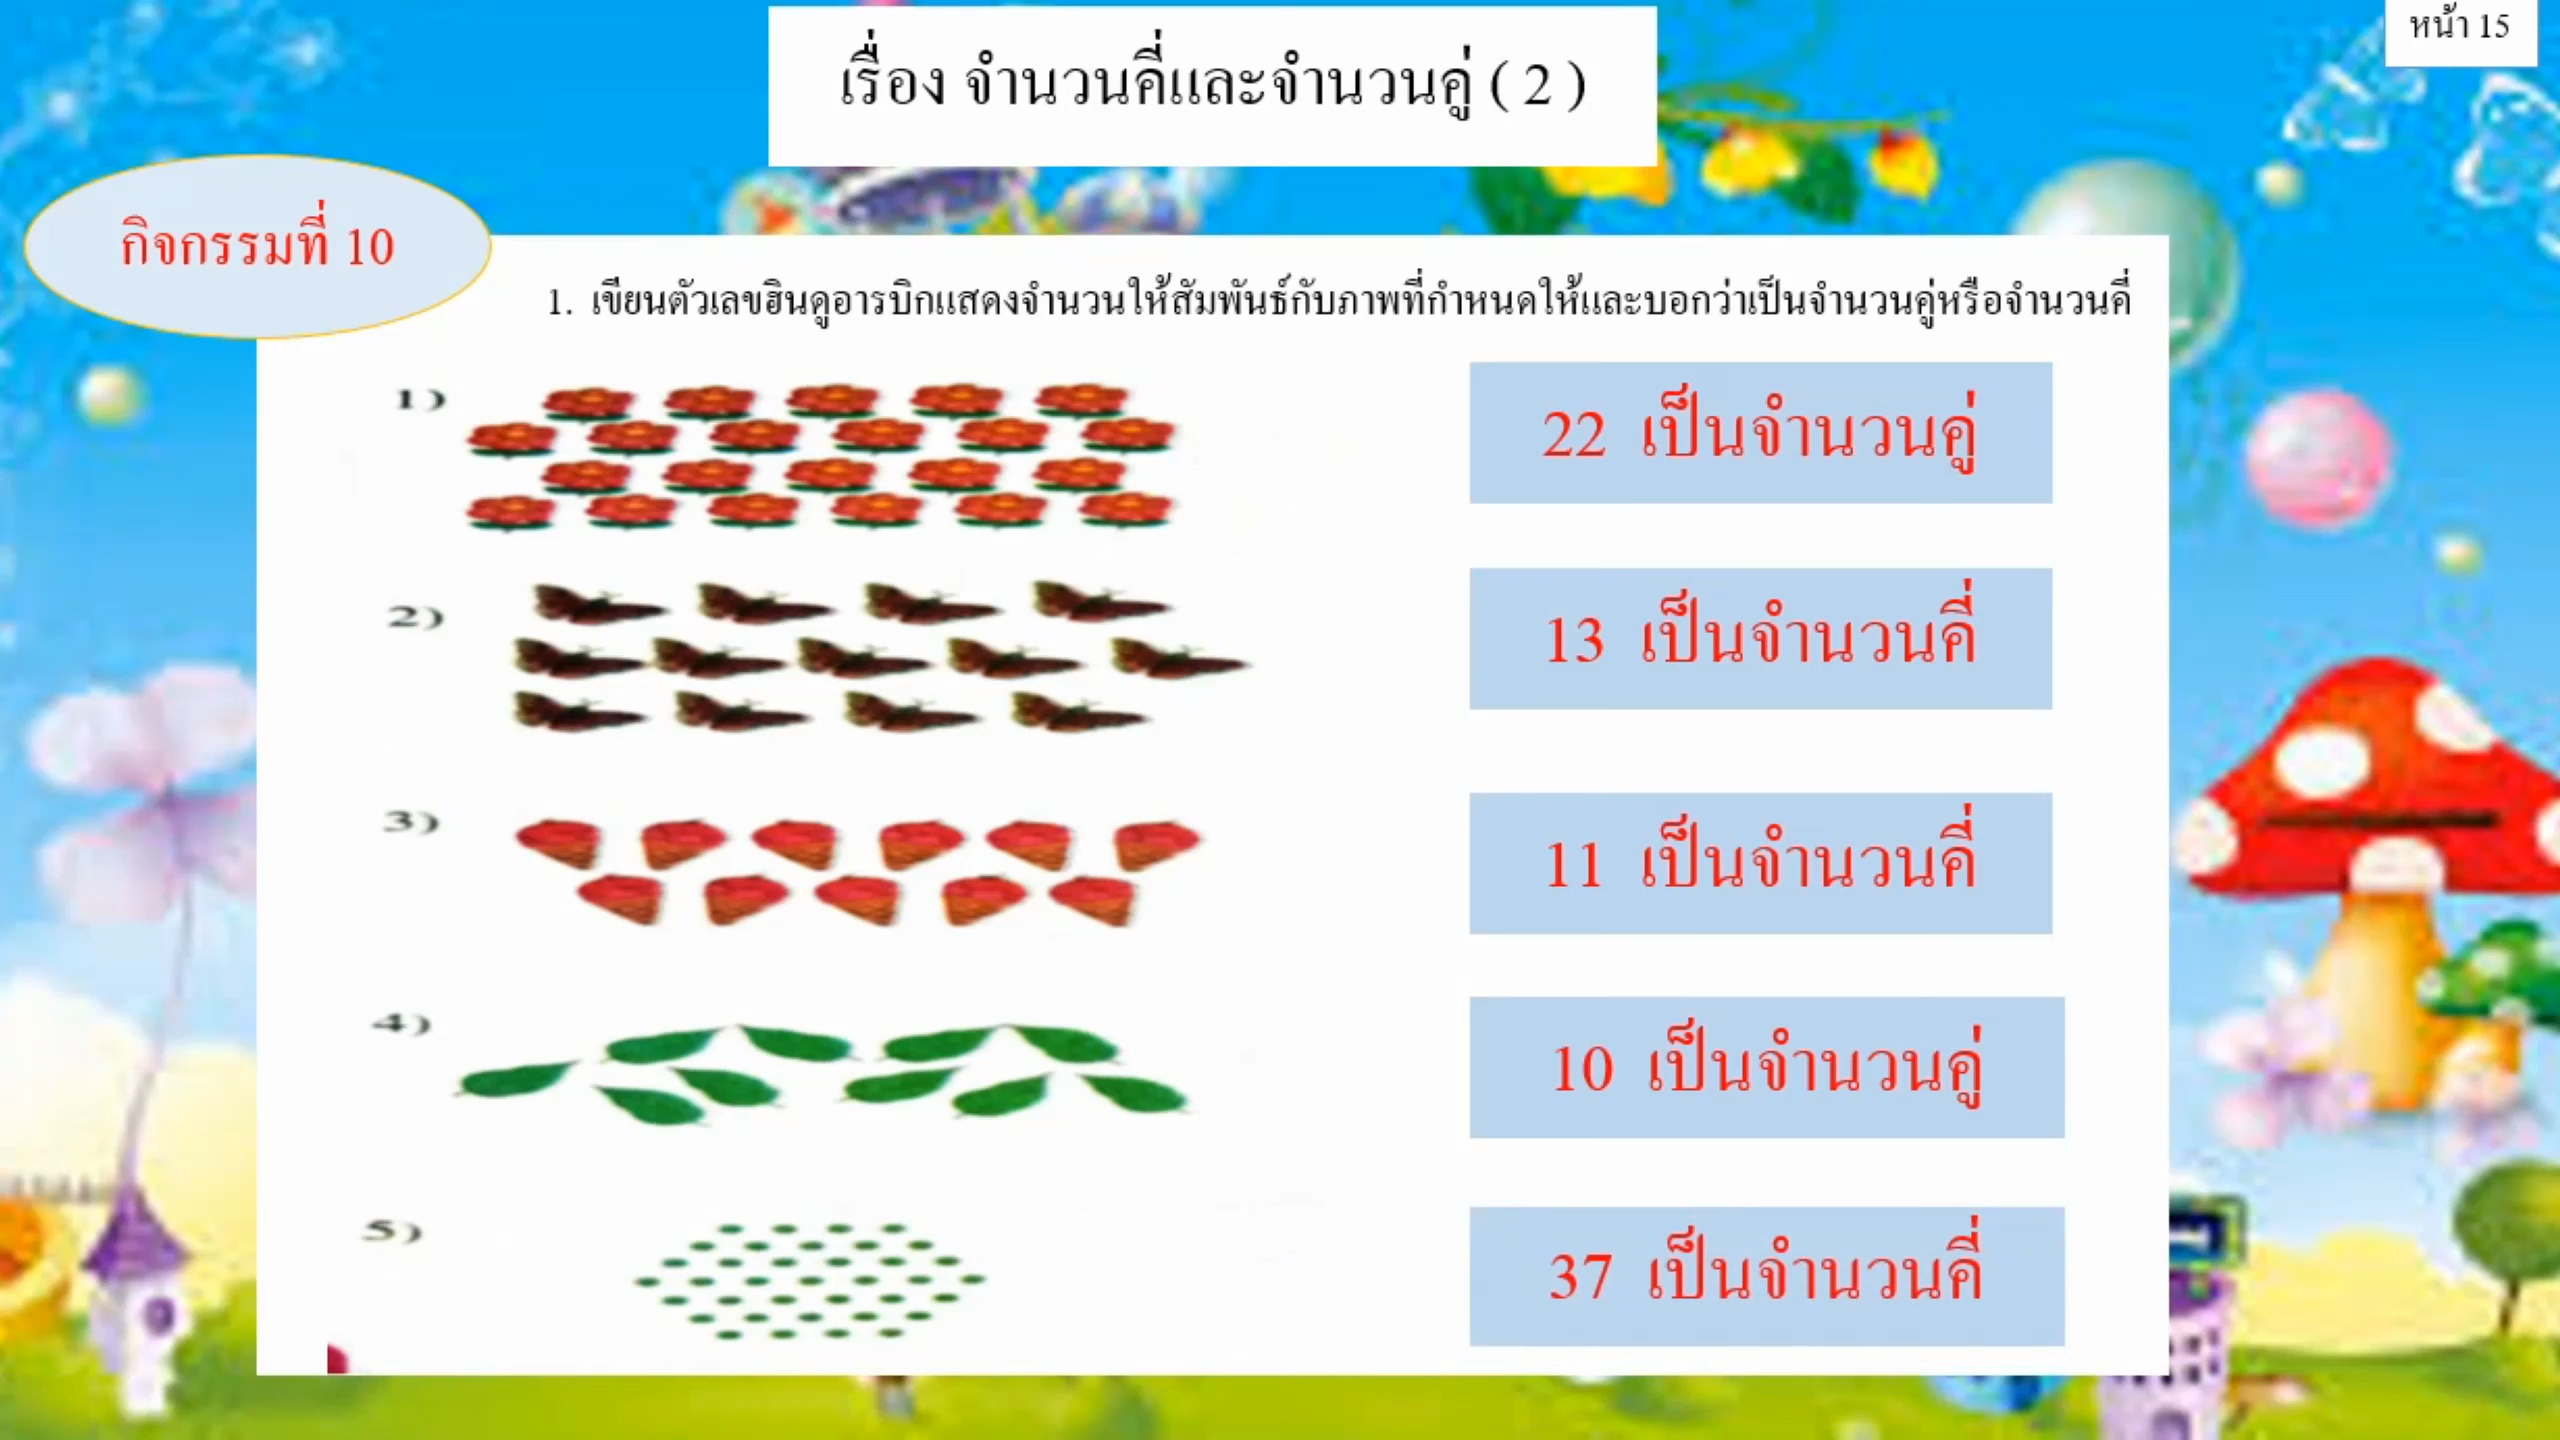 หน้า 15
เรื่อง จำนวนคี่และจำนวนคู่ ( 2 )
กิจกรรมที่ 10
1. เขียนตัวเลขฮินดูอารบิกแสดงจำนวนให้สัมพันธ์กับภาพที่กำหนดให้และบอกว่าเป็นจำนวนคู่หรือจำนวนคี่
1)
22 เป็นจำนวนคู่
2)
13 เป็นจำนวนคี่
3)
11 เป็นจำนวนคี่
4)
10 เป็นจำนวนคู่
5)
37 เป็นจำนวนคี่